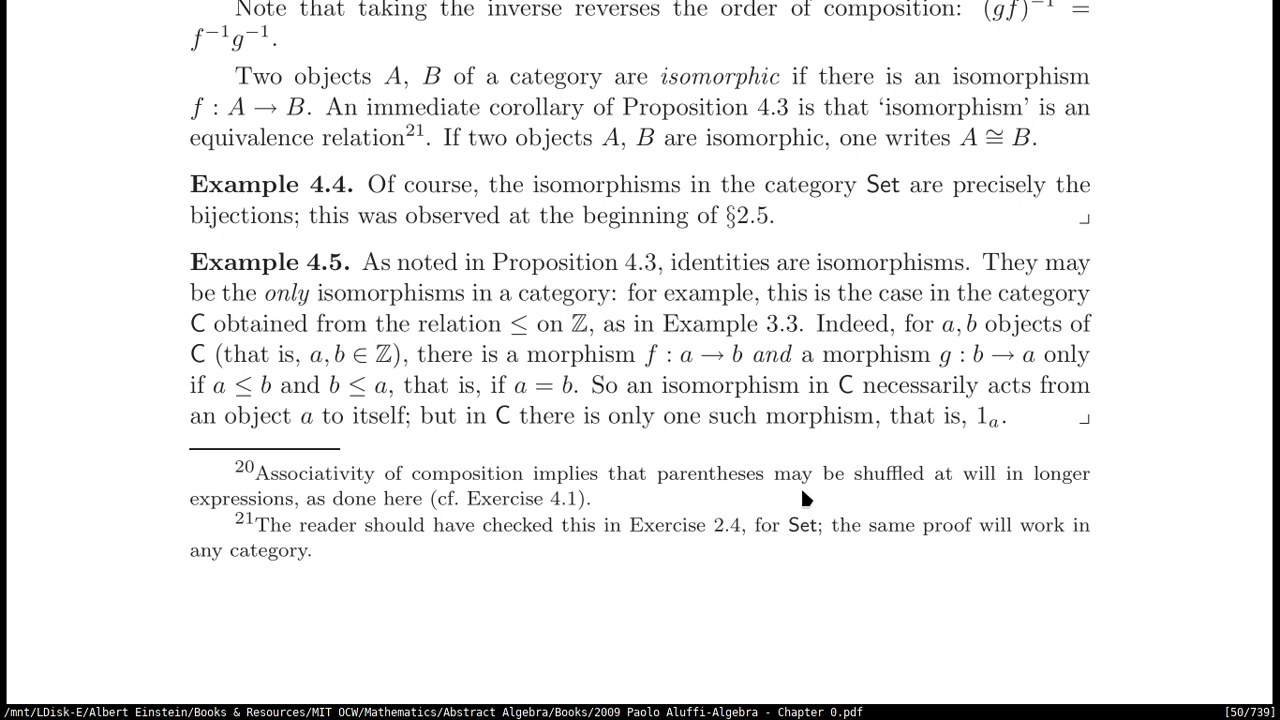 Note that taking the inverse reverses the order of composition: (gf)⁻¹ =
f⁻¹g⁻¹.
Two objects A, B of a category are isomorphic if there is an isomorphism
f : A → B. An immediate corollary of Proposition 4.3 is that ‘isomorphism’ is an
equivalence relation²¹. If two objects A, B are isomorphic, one writes A ≅ B.
Example 4.4. Of course, the isomorphisms in the category Set are precisely the
bijections; this was observed at the beginning of §2.5. ⌟
Example 4.5. As noted in Proposition 4.3, identities are isomorphisms. They may
be the only isomorphisms in a category: for example, this is the case in the category
C obtained from the relation ≤ on ℤ, as in Example 3.3. Indeed, for a, b objects of
C (that is, a, b ∈ ℤ), there is a morphism f : a → b and a morphism g : b → a only
if a ≤ b and b ≤ a, that is, if a = b. So an isomorphism in C necessarily acts from
an object a to itself; but in C there is only one such morphism, that is, 1ₐ. ⌟
²⁰Associativity of composition implies that parentheses may be shuffled at will in longer
expressions, as done here (cf. Exercise 4.1).
²¹The reader should have checked this in Exercise 2.4, for Set; the same proof will work in
any category.
/mnt/LDisk-E/Albert Einstein/Books & Resources/MIT OCW/Mathematics/Abstract Algebra/Books/2009 Paolo Aluffi-Algebra - Chapter 0.pdf [50/739]